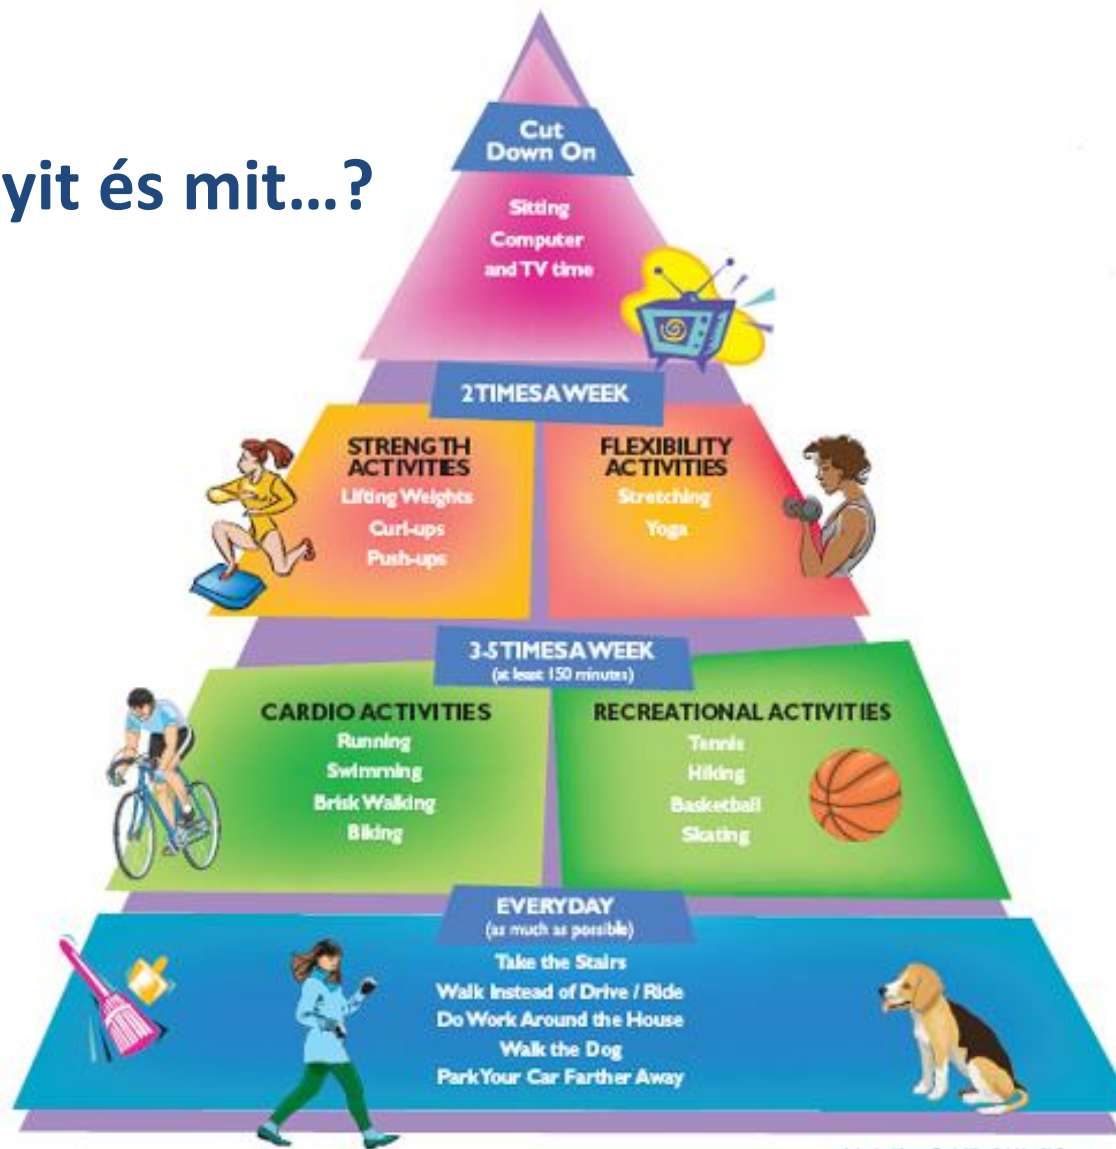 yit és mit...?
Cut
Down On
Sitting
Computer
and TV time
2 TIMES A WEEK
STRENGTH
ACTIVITIES
Lifting Weights
Curl-ups
Push-ups
FLEXIBILITY
ACTIVITIES
Stretching
Yoga
3-5 TIMES A WEEK
(at least 150 minutes)
CARDIO ACTIVITIES
Running
Swimming
Brisk Walking
Biking
RECREATIONAL ACTIVITIES
Tennis
Hiking
Basketball
Skating
EVERYDAY
(as much as possible)
Take the Stairs
Walk Instead of Drive / Ride
Do Work Around the House
Walk the Dog
Park Your Car Farther Away